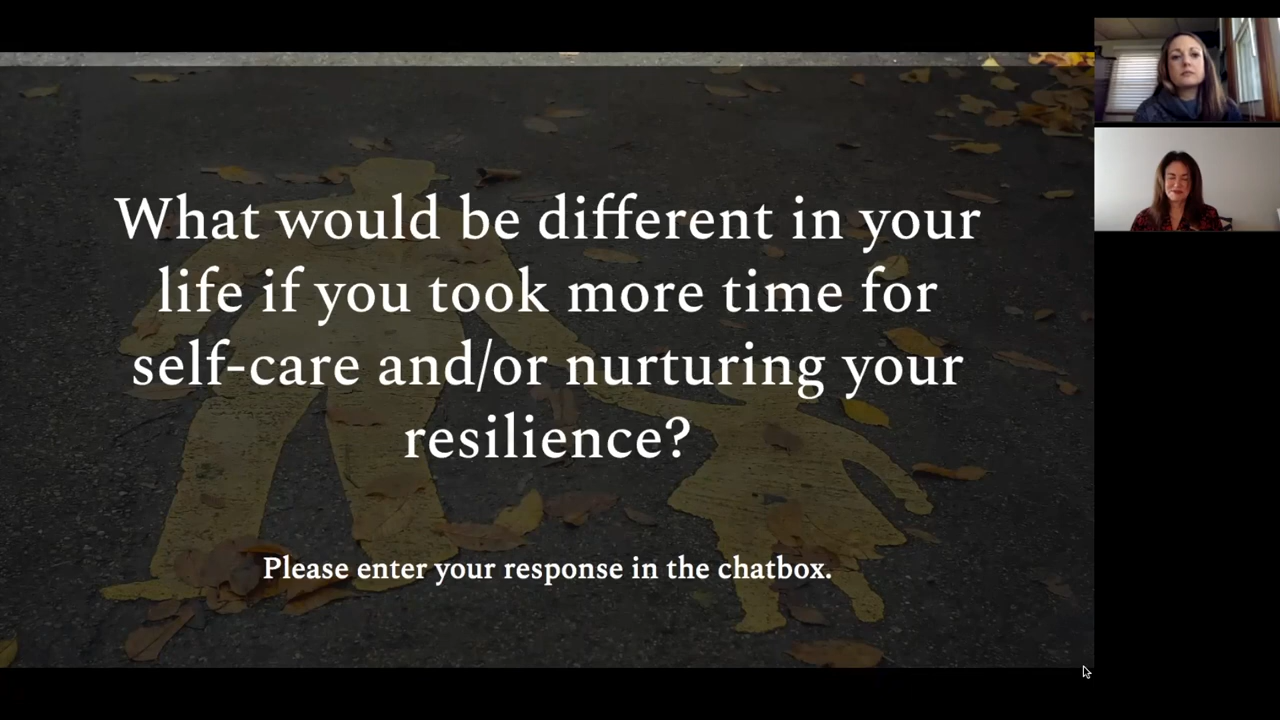 What would be different in your
life if you took more time for
self-care and/or nurturing your
resilience?
Please enter your response in the chatbox.